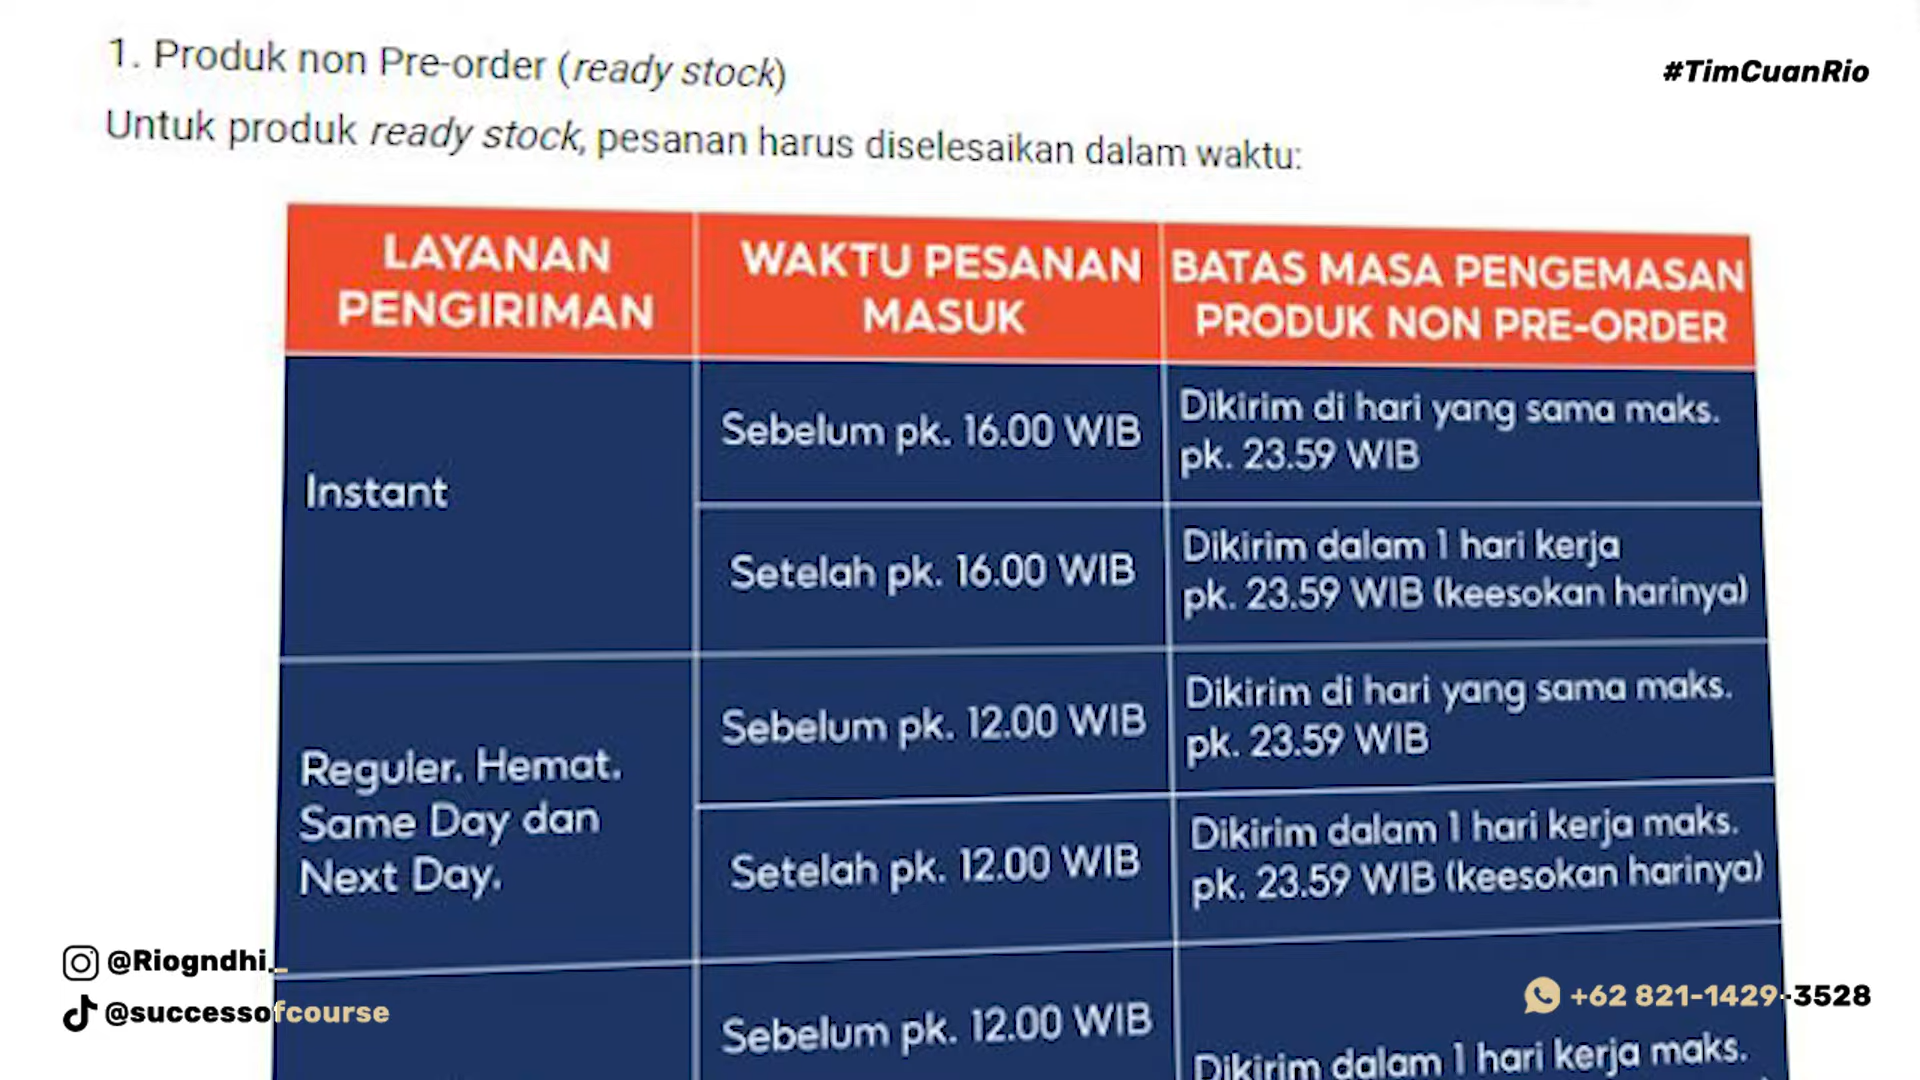 1. Produk non Pre-order (ready stock)
#TimCuanRio
Untuk produk ready stock, pesanan harus diselesaikan dalam waktu:
LAYANAN
PENGIRIMAN
WAKTU PESANAN
MASUK
BATAS MASA PENGEMASAN
PRODUK NON PRE-ORDER
Instant
Sebelum pk. 16.00 WIB
Dikirim di hari yang sama maks.
pk. 23.59 WIB
Setelah pk. 16.00 WIB
Dikirim dalam 1 hari kerja
pk. 23.59 WIB (keesokan harinya)
Reguler. Hemat.
Same Day dan
Next Day.
Sebelum pk. 12.00 WIB
Dikirim di hari yang sama maks.
pk. 23.59 WIB
Setelah pk. 12.00 WIB
Dikirim dalam 1 hari kerja maks.
pk. 23.59 WIB (keesokan harinya)
Sebelum pk. 12.00 WIB
Dikirim dalam 1 hari kerja maks.
@Riogndhi_
@successofcourse
+62 821-1429-3528